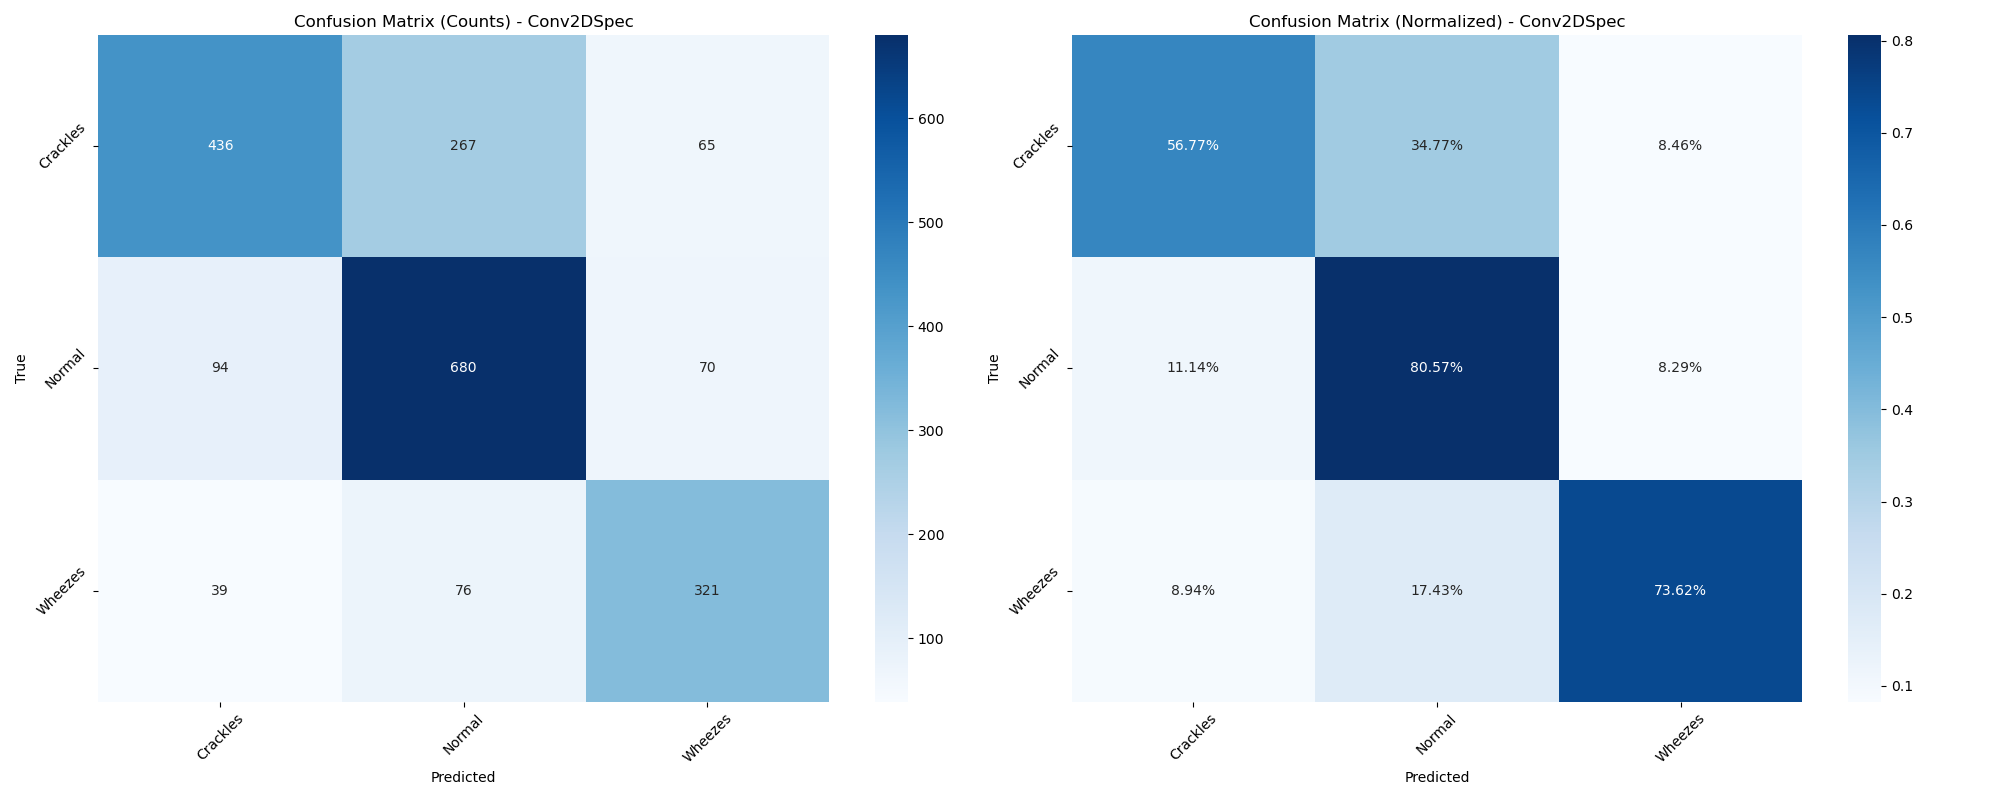 Confusion Matrix (Counts) - Conv2DSpec
True
Crackles
436 267 65
Normal
94 680 70
Wheezes
39 76 321
Crackles Normal Wheezes
Predicted
600
500
400
300
200
100
Confusion Matrix (Normalized) - Conv2DSpec
True
Crackles
56.77% 34.77% 8.46%
Normal
11.14% 80.57% 8.29%
Wheezes
8.94% 17.43% 73.62%
Crackles Normal Wheezes
Predicted
0.8
0.7
0.6
0.5
0.4
0.3
0.2
0.1